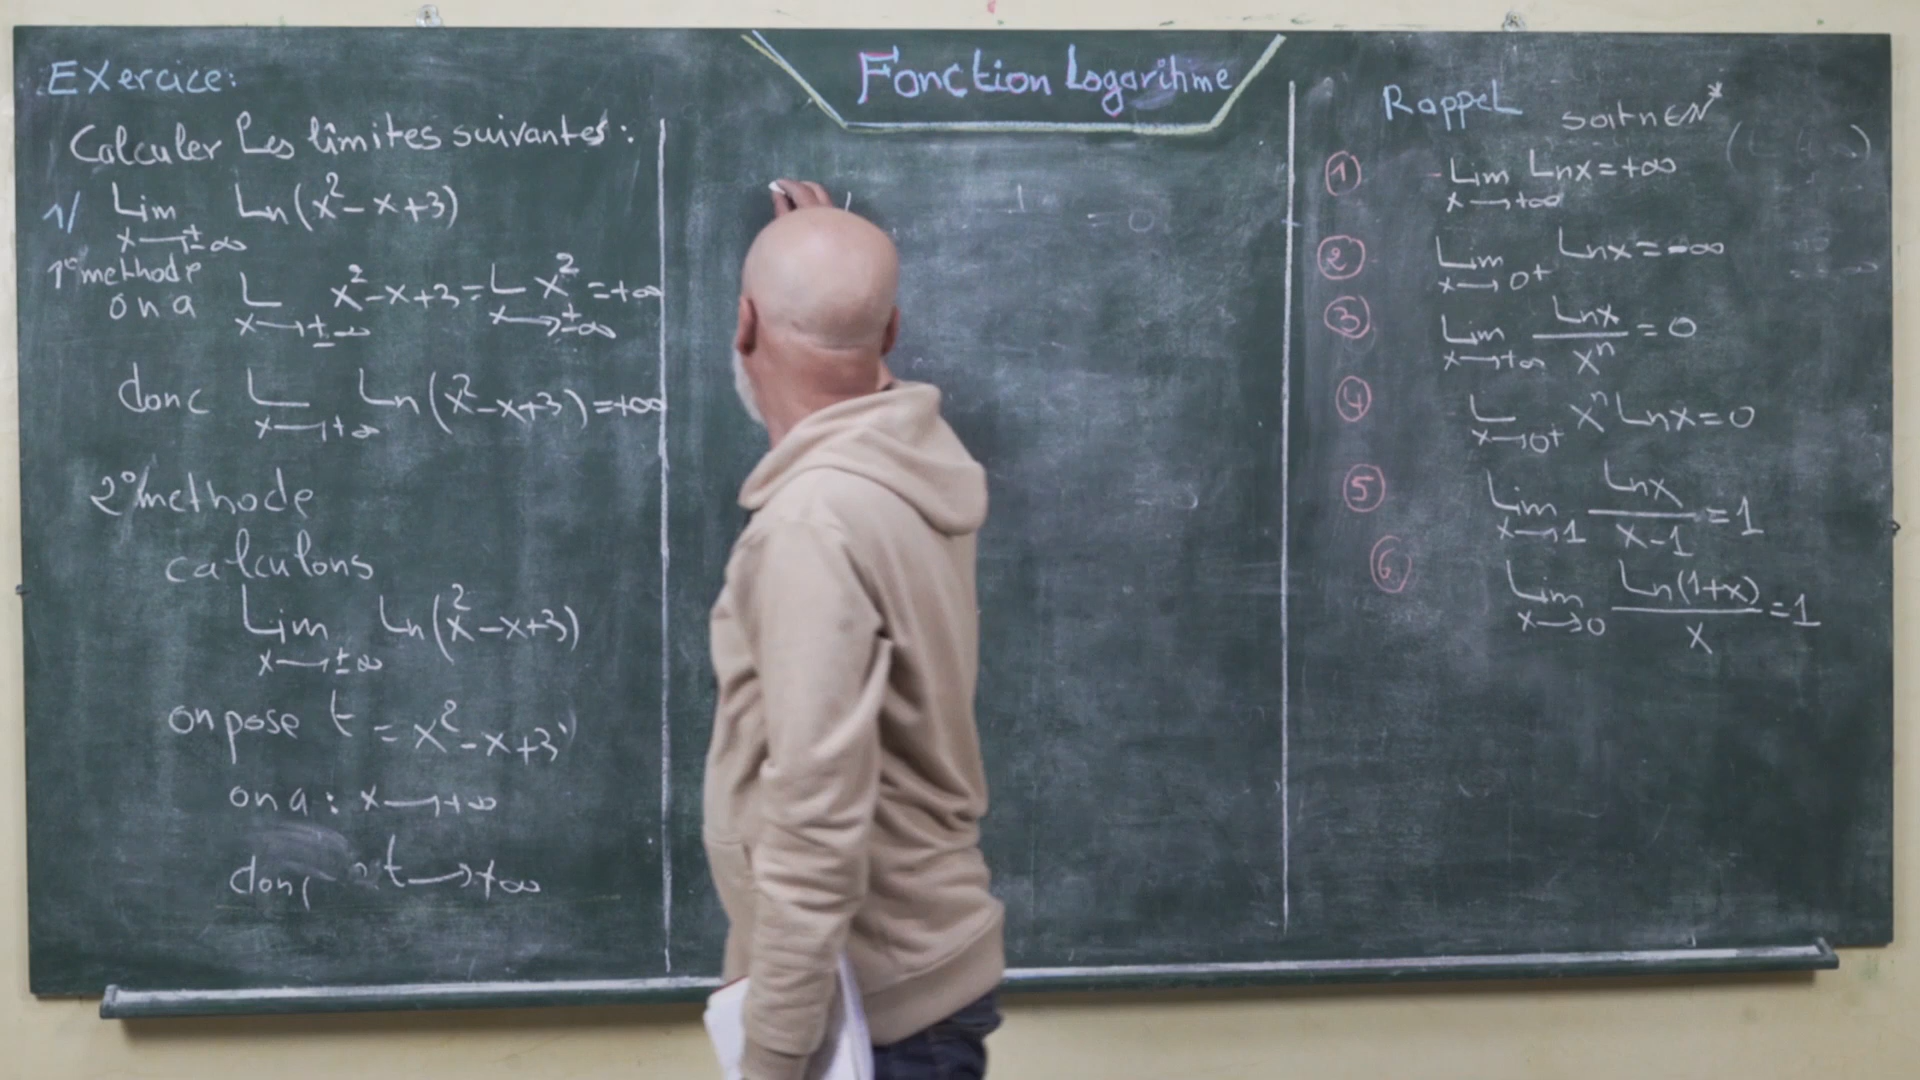 Fonction Logarithme
Exercice:
Calculer Les limites suivantes:
1/ Lim x→±∞ Ln(x²-x+3)
1° methode
on a L x→±∞ x²-x+3 = L x→±∞ x² = +∞
donc L x→+∞ Ln(x²-x+3) = +∞
2° methode
calculons
Lim x→±∞ Ln(x²-x+3)
on pose t = x²-x+3
on a : x→+∞
donc t→+∞
= 0
Rappel soit n∈N*
① Lim x→+∞ Lnx = +∞
② Lim x→0+ Lnx = -∞
③ Lim x→+∞ Lnx/xⁿ = 0
④ L x→0+ xⁿ Lnx = 0
⑤ Lim x→1 Lnx/x-1 = 1
⑥ Lim x→0 Ln(1+x)/x = 1